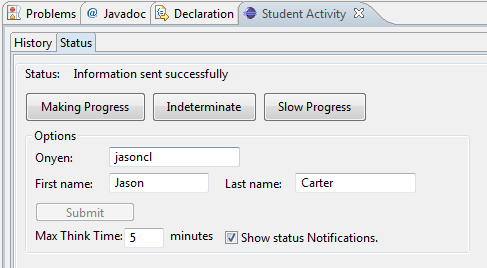 Problems @ Javadoc Declaration Student Activity
History Status
Status: Information sent successfully
Making Progress Indeterminate Slow Progress
Options
Onyen: jasoncl
First name: Jason Last name: Carter
Submit
Max Think Time: 5 minutes Show status Notifications.